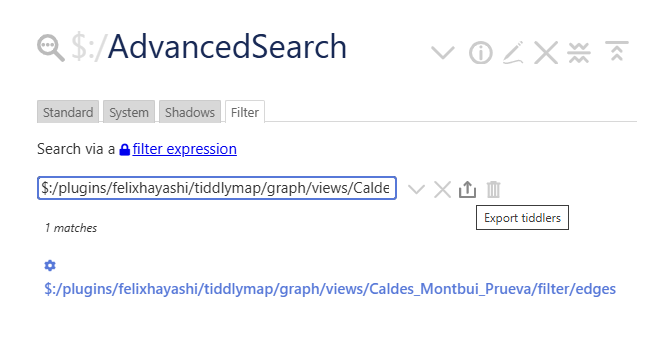 $:/AdvancedSearch
Standard System Shadows Filter
Search via a filter expression
$:/plugins/felixhayashi/tiddlymap/graph/views/Calde
Export tiddlers
1 matches
$:/plugins/felixhayashi/tiddlymap/graph/views/Caldes_Montbui_Prueva/filter/edges